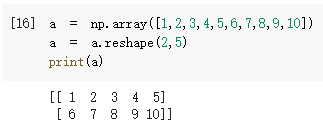 [16] a = np.array([1,2,3,4,5,6,7,8,9,10])
a = a.reshape(2,5)
print(a)
[[ 1 2 3 4 5]
[ 6 7 8 9 10]]